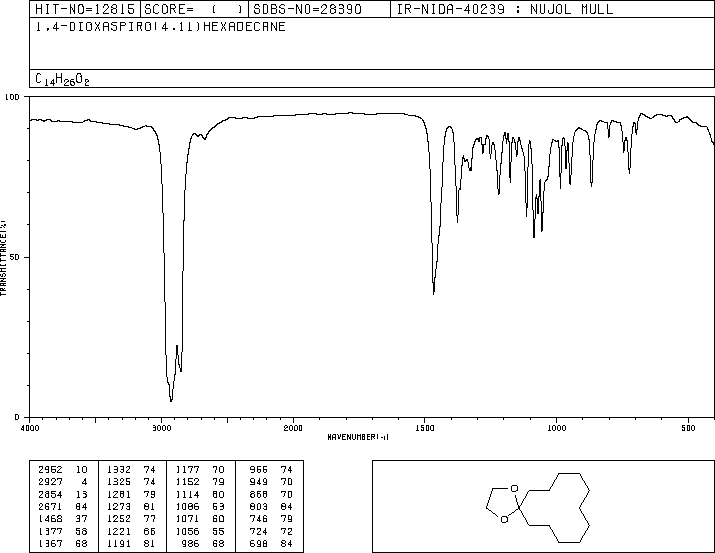 HIT-NO=12815 SCORE= ( ) SDBS-NO=28390 IR-NIDA-40239 : NUJOL MULL
1,4-DIOXASPIRO(4.11)HEXADECANE
C14H26O2
100
50
0
TRANSMITTANCE(%)
4000 3000 2000 1500 1000 500
WAVENUMBER(-1)
2962 10 1332 74 1177 70 966 74
2927 4 1325 74 1152 79 949 70
2854 13 1281 79 1114 60 868 70
2671 84 1273 81 1086 53 803 84
1468 37 1252 77 1071 60 746 79
1377 58 1221 66 1056 55 724 72
1367 68 1191 81 986 68 698 84
O
O